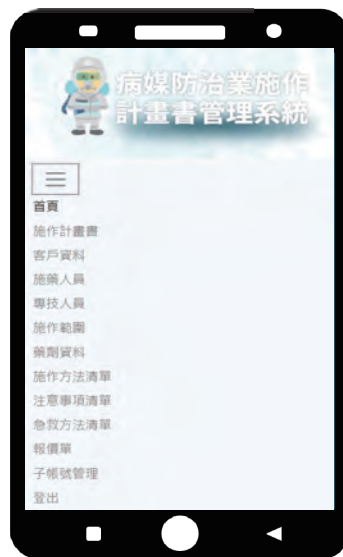 病媒防治業施作
計畫書管理系統
首頁
施作計畫書
客戶資料
施藥人員
專技人員
施作範圍
藥劑資料
施作方法清單
注意事項清單
急救方法清單
報價單
子帳號管理
登出